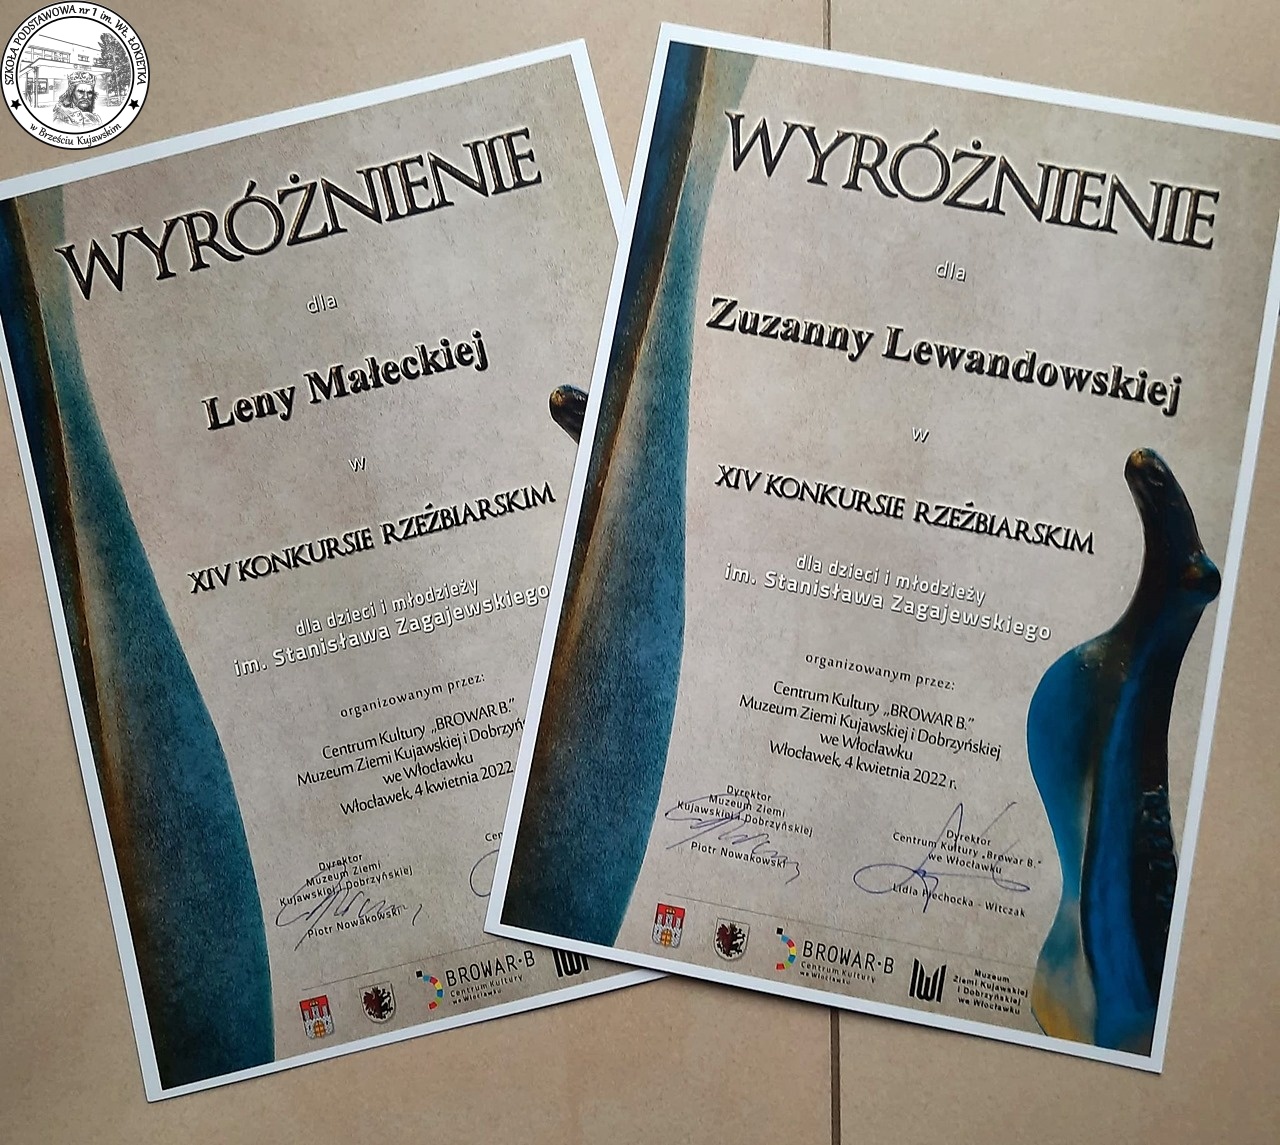 SZKOŁA PODSTAWOWA nr 1 im. WŁ. ŁOKIETKA
w Brześciu Kujawskim
WYRÓŻNIENIE
dla
Leny Małeckiej
w
XIV KONKURSIE RZEŹBIARSKIM
dla dzieci i młodzieży
im. Stanisława Zagajewskiego
organizowanym przez:
Centrum Kultury „BROWAR B.”
Muzeum Ziemi Kujawskiej i Dobrzyńs
we Włocławku
Włocławek, 4 kwietnia 2022
Dyrektor
Muzeum Ziemi
Kujawskiej i Dobrzyńskiej
Piotr Nowakowski
Cen
BROWAR·B
Centrum Kultury
we Włocławku
WYRÓŻNIENIE
dla
Zuzanny Lewandowskiej
w
XIV KONKURSIE RZEŹBIARSKIM
dla dzieci i młodzieży
im. Stanisława Zagajewskiego
organizowanym przez:
Centrum Kultury „BROWAR B.”
Muzeum Ziemi Kujawskiej i Dobrzyńskiej
we Włocławku
Włocławek, 4 kwietnia 2022 r.
Dyrektor
Muzeum Ziemi
Kujawskiej i Dobrzyńskiej
Piotr Nowakowski
Dyrektor
Centrum Kultury „Browar B.”
we Włocławku
Lidia Piechocka - Witczak
BROWAR·B
Centrum Kultury
we Włocławku
Muzeum
Ziemi Kujawskiej
i Dobrzyńskiej
we Włocławku